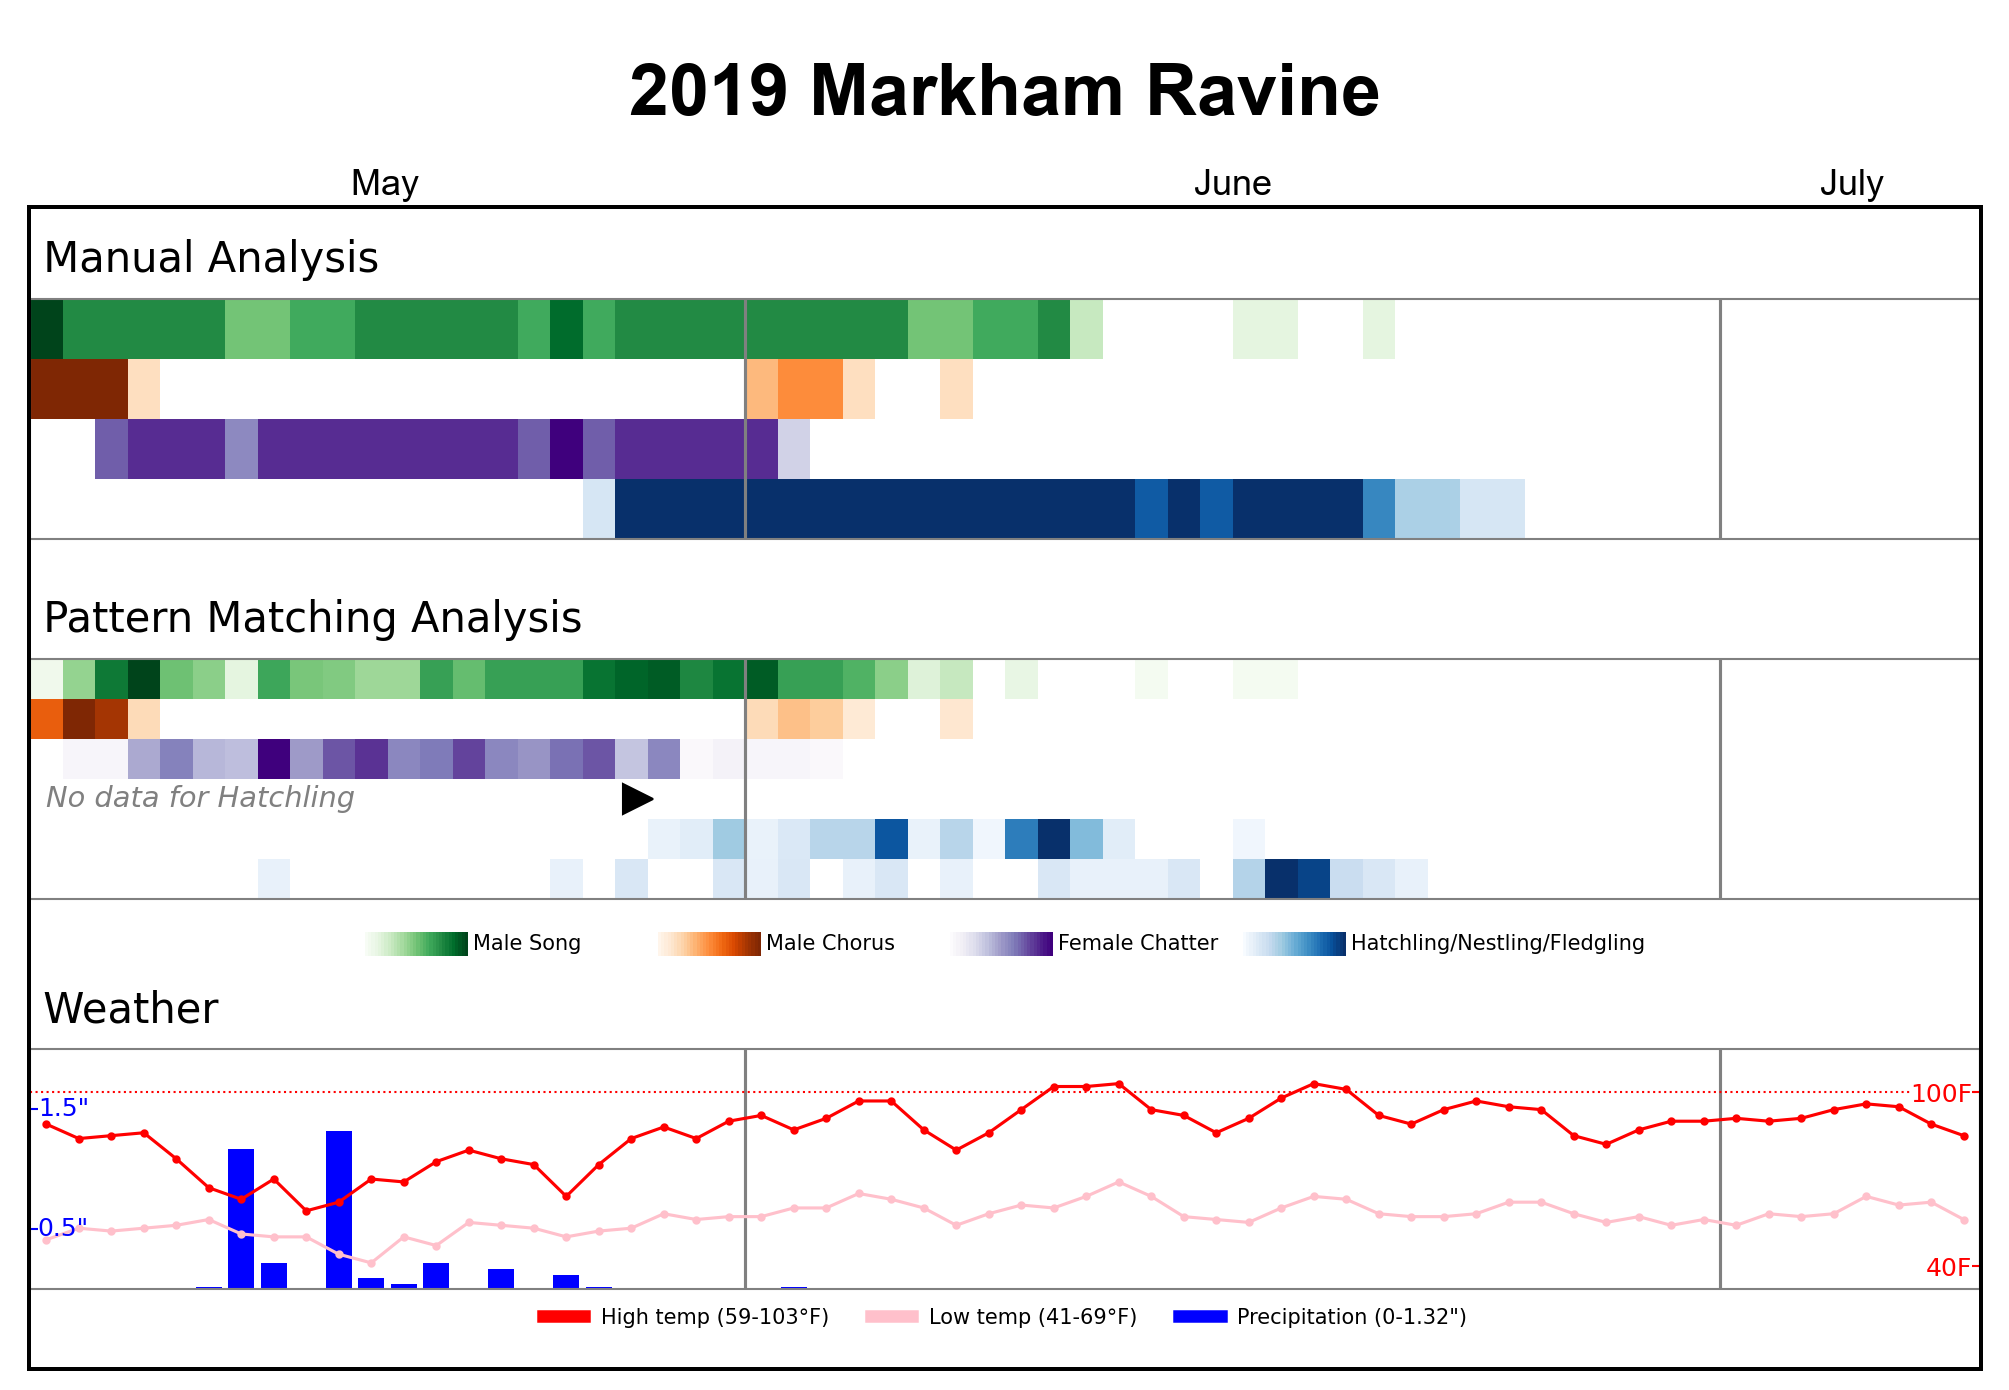 2019 Markham Ravine
May June July
Manual Analysis
Pattern Matching Analysis
No data for Hatchling
Male Song Male Chorus Female Chatter Hatchling/Nestling/Fledgling
Weather
100F
1.5"
0.5"
40F
High temp (59-103°F) Low temp (41-69°F) Precipitation (0-1.32")